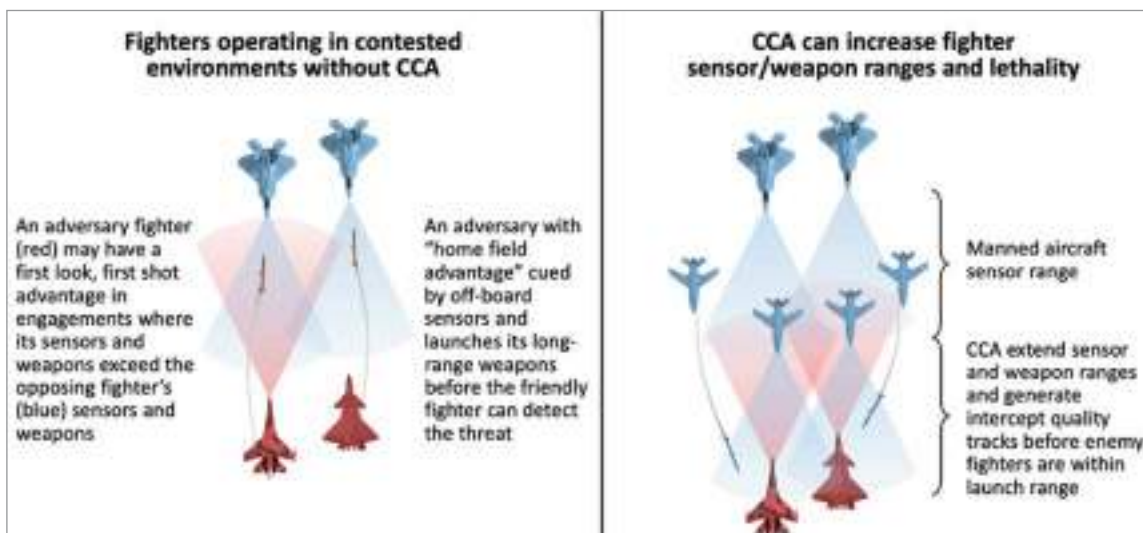 Fighters operating in contested
environments without CCA
An adversary fighter
(red) may have a
first look, first shot
advantage in
engagements where
its sensors and
weapons exceed the
opposing fighter's
(blue) sensors and
weapons
An adversary with
"home field
advantage" cued
by off-board
sensors and
launches its long-
range weapons
before the friendly
fighter can detect
the threat
CCA can increase fighter
sensor/weapon ranges and lethality
Manned aircraft
sensor range
CCA extend sensor
and weapon ranges
and generate
intercept quality
tracks before enemy
fighters are within
launch range